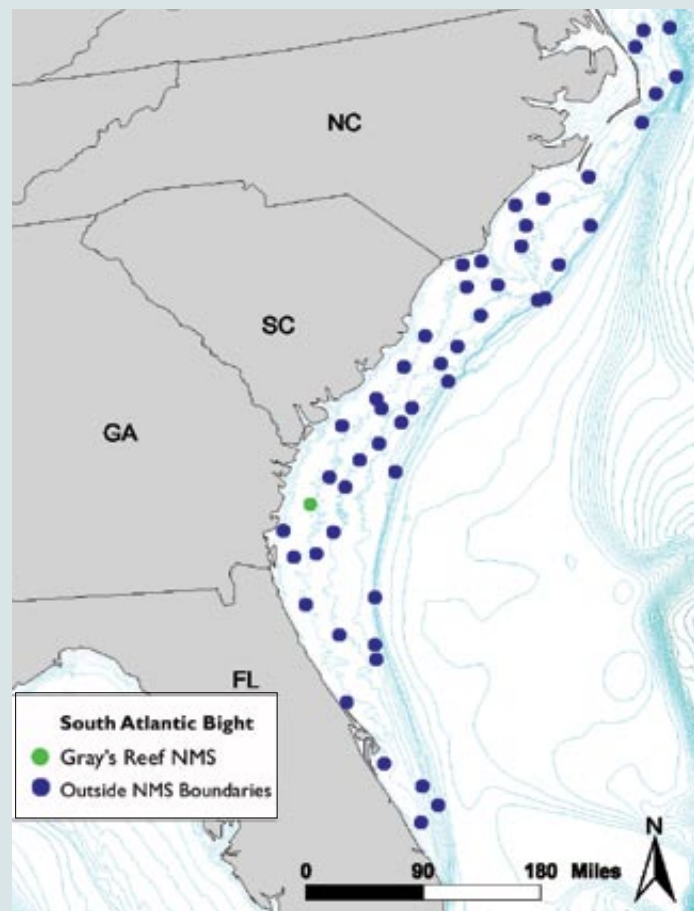 NC
SC
GA
FL
South Atlantic Bight
Gray's Reef NMS
Outside NMS Boundaries
N
0 90 180 Miles